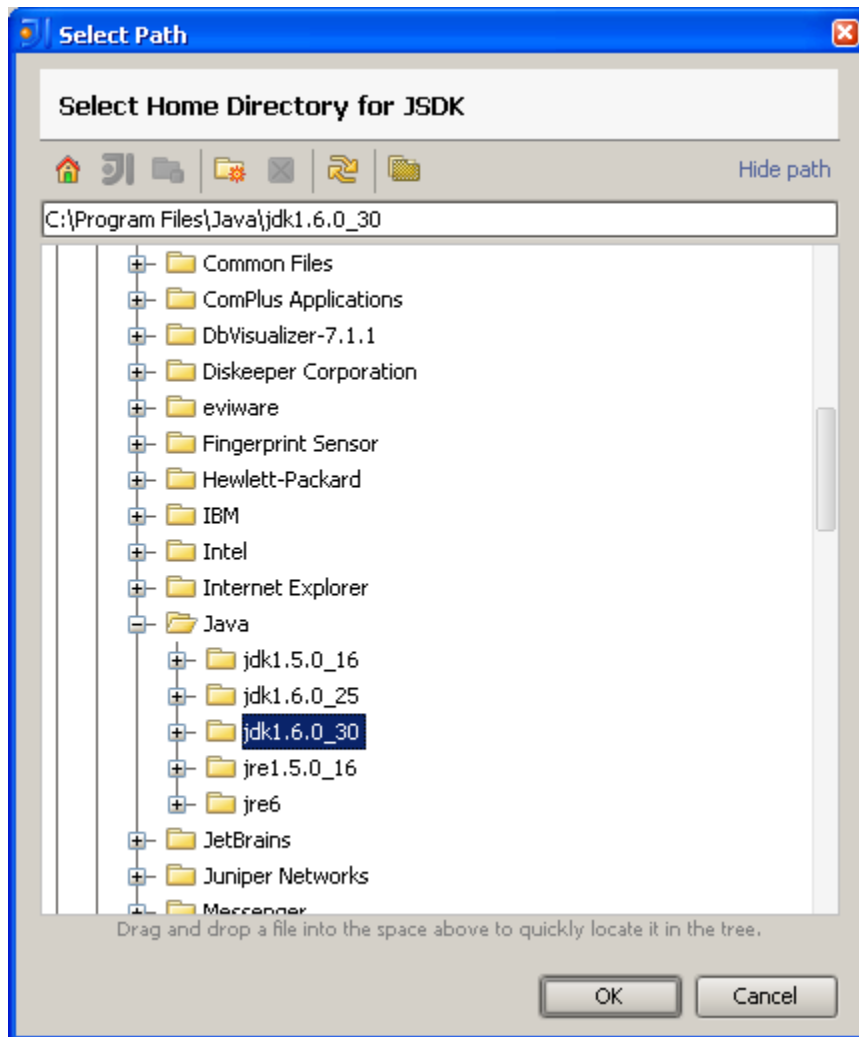 Select Path
Select Home Directory for JSDK
Hide path
C:\Program Files\Java\jdk1.6.0_30
Common Files
ComPlus Applications
DbVisualizer-7.1.1
Diskeeper Corporation
eviware
Fingerprint Sensor
Hewlett-Packard
IBM
Intel
Internet Explorer
Java
jdk1.5.0_16
jdk1.6.0_25
jdk1.6.0_30
jre1.5.0_16
jre6
JetBrains
Juniper Networks
Messenger
Drag and drop a file into the space above to quickly locate it in the tree.
OK Cancel